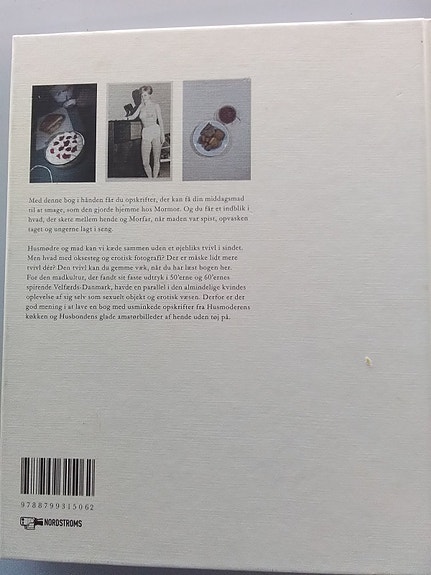 Med denne bog i hånden får du opskrifter, der kan få din middagsmad
til at smage, som den gjorde hjemme hos Mormor. Og du får et indblik i
hvad, der skete mellem hende og Morfar, når maden var spist, opvasken
taget og ungerne lagt i seng.
Husmødre og mad kan vi kæde sammen uden et øjebliks tvivl i sindet.
Men hvad med oksesteg og erotisk fotografi? Der er måske lidt mere
tvivl dér? Den tvivl kan du gemme væk, når du har læst bogen her.
For den madkultur, der fandt sit faste udtryk i 50'erne og 60'ernes
spirende Velfærds-Danmark, havde en parallel i den almindelige kvindes
oplevelse af sig selv som sexuelt objekt og erotisk væsen. Derfor er der
god mening i at lave en bog med usminkede opskrifter fra Husmoderens
køkken og Husbondens glade amatørbilleder af hende uden tøj på.
9788799315062
NORDSTROMS